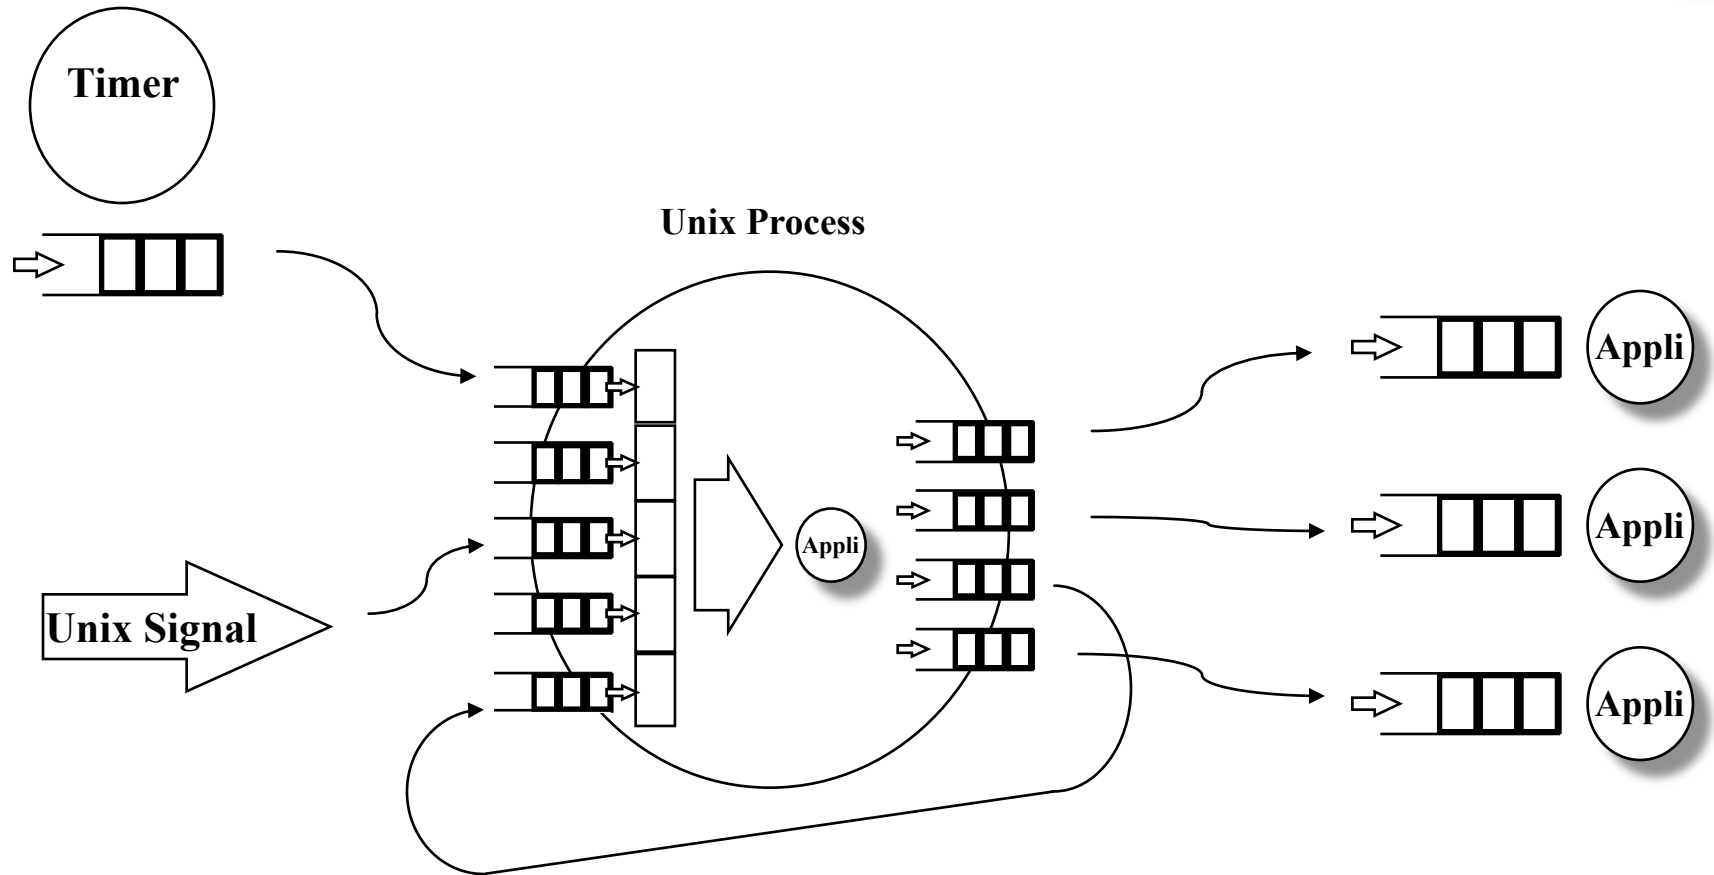 Timer
Unix Process
Appli
Appli
Appli
Unix Signal
Appli